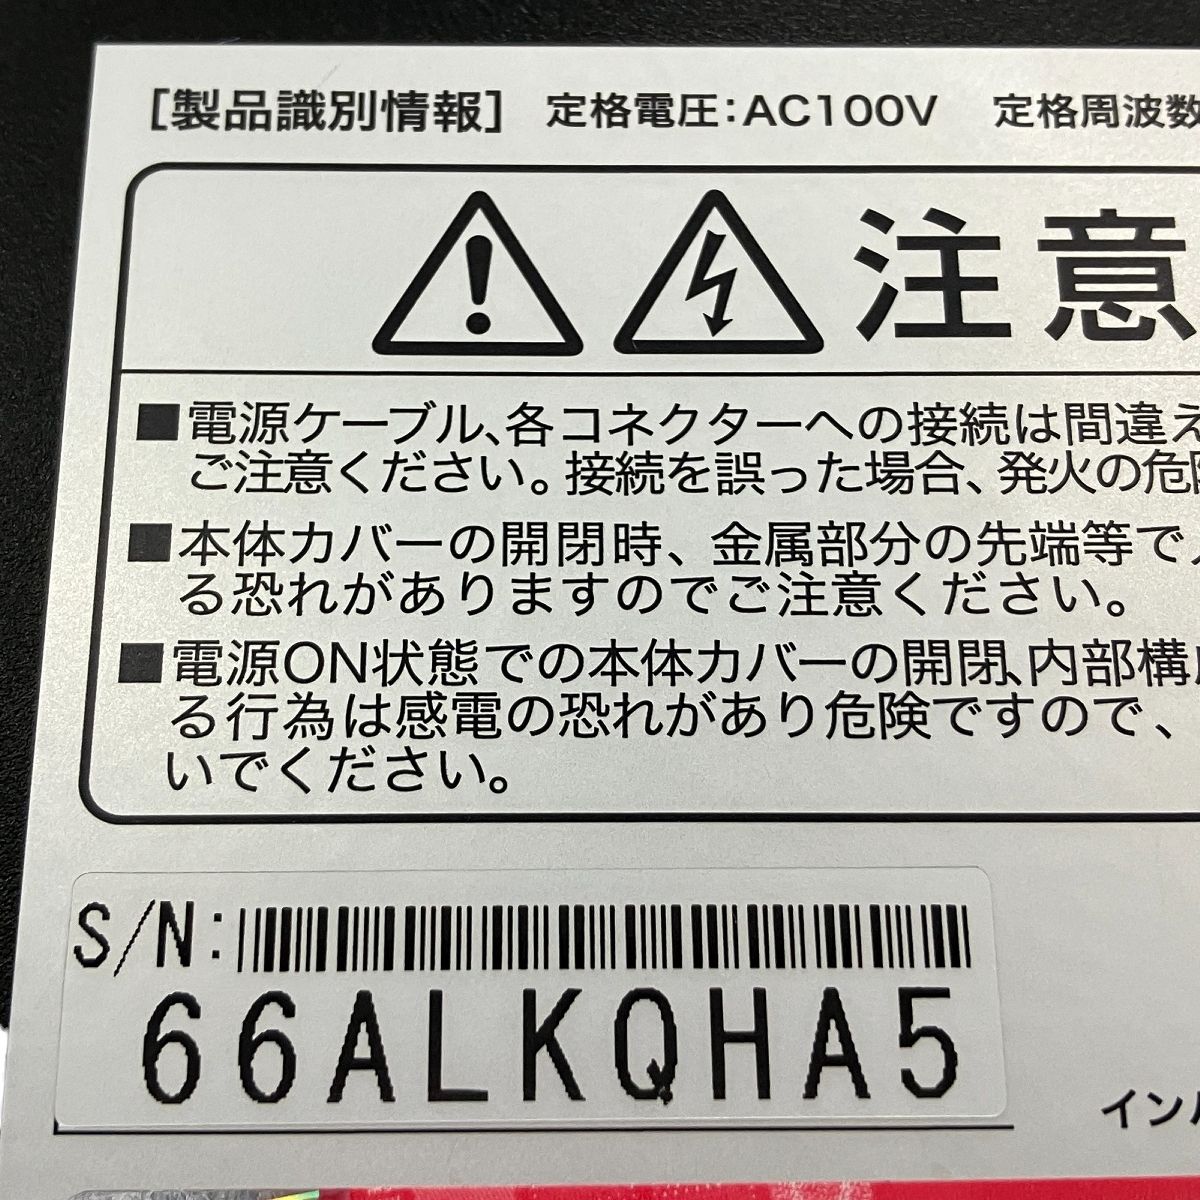 [製品識別情報] 定格電圧：AC100V 定格周波数
注意
■電源ケーブル、各コネクターへの接続は間違え
ご注意ください。接続を誤った場合、発火の危険
■本体カバーの開閉時、金属部分の先端等で
る恐れがありますのでご注意ください。
■電源ON状態での本体カバーの開閉、内部構成
る行為は感電の恐れがあり危険ですので、
いでください。
S/N:
66ALKQHA5
イン